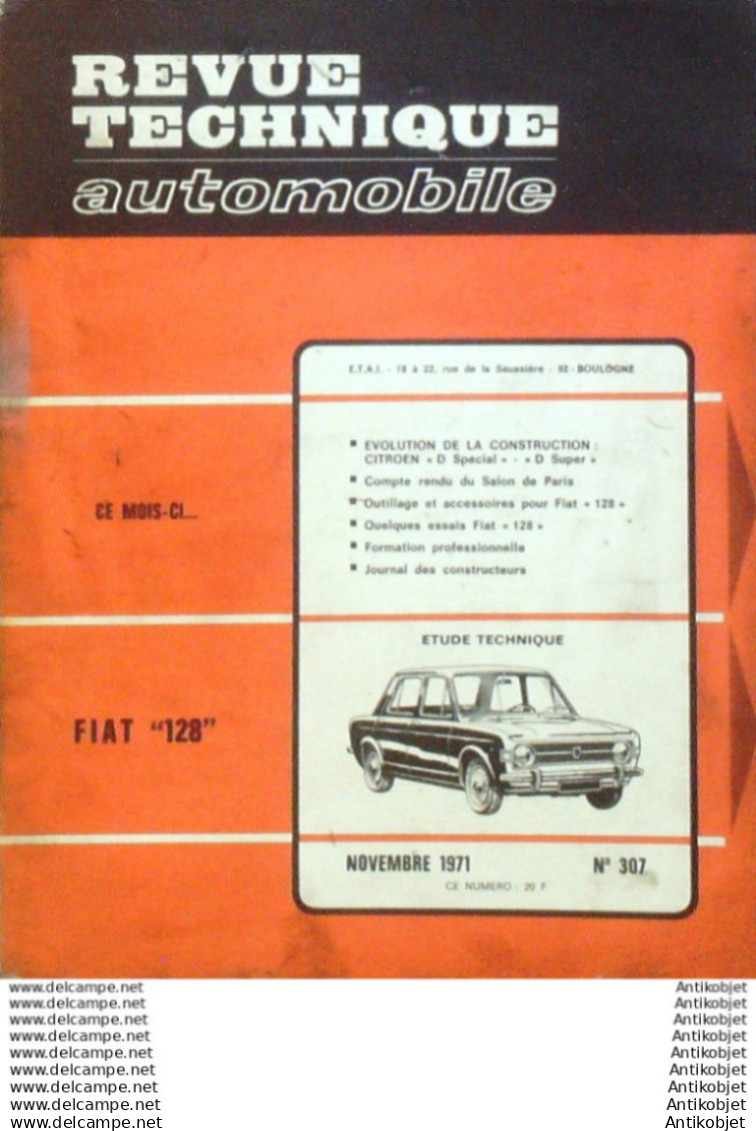 REVUE
TECHNIQUE
automobile
E.T.A.I. - 18 à 22, rue de la Saussière - 92 - BOULOGNE
▪ EVOLUTION DE LA CONSTRUCTION :
CITROEN « D Special » - « D Super »
▪ Compte rendu du Salon de Paris
▪ Outillage et accessoires pour Fiat « 128 »
▪ Quelques essais Fiat « 128 »
▪ Formation professionnelle
▪ Journal des constructeurs
CE MOIS-CI...
ETUDE TECHNIQUE
FIAT "128"
NOVEMBRE 1971 N° 307
CE NUMERO : 20 F
www.delcampe.net Antikobjet
www.delcampe.net Antikobjet
www.delcampe.net Antikobjet
www.delcampe.net Antikobjet
www.delcampe.net Antikobjet
www.delcampe.net Antikobjet
www.delcampe.net Antikobjet
www.delcampe.net Antikobjet
www.delcampe.net Antikobjet